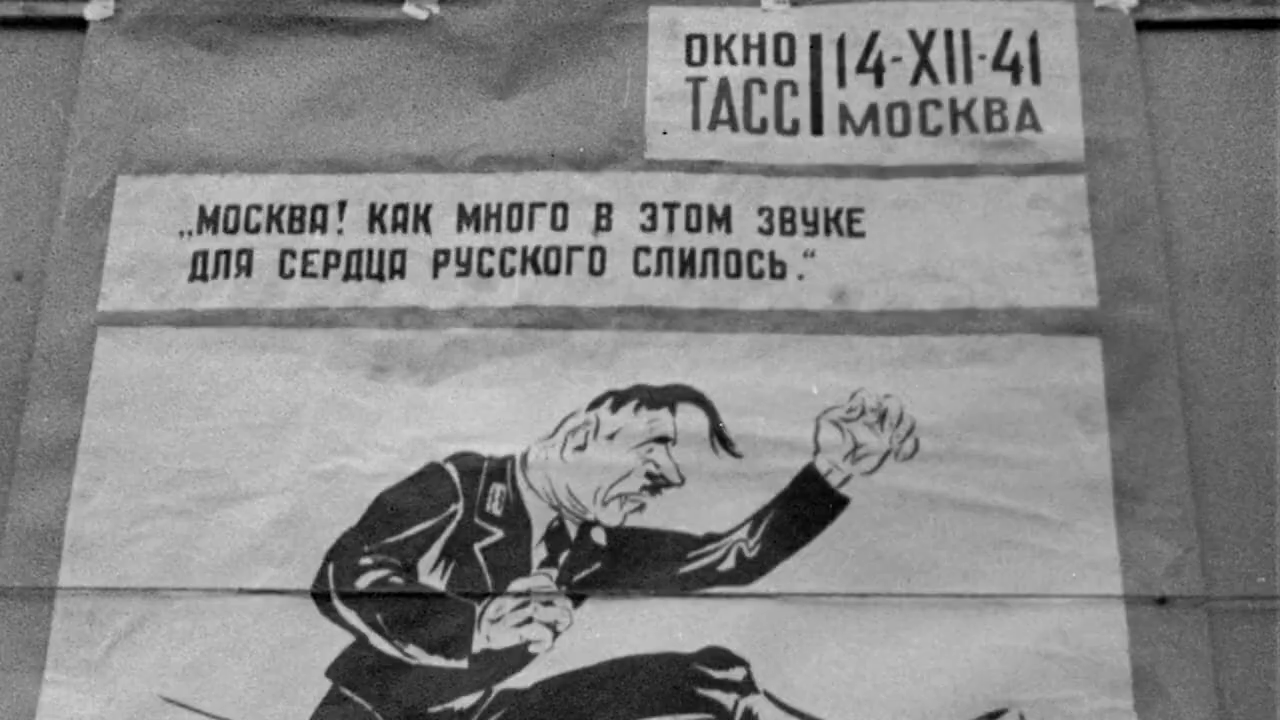 ОКНО
ТАСС
14-XII-41
МОСКВА
„МОСКВА! КАК МНОГО В ЭТОМ ЗВУКЕ
ДЛЯ СЕРДЦА РУССКОГО СЛИЛОСЬ.“